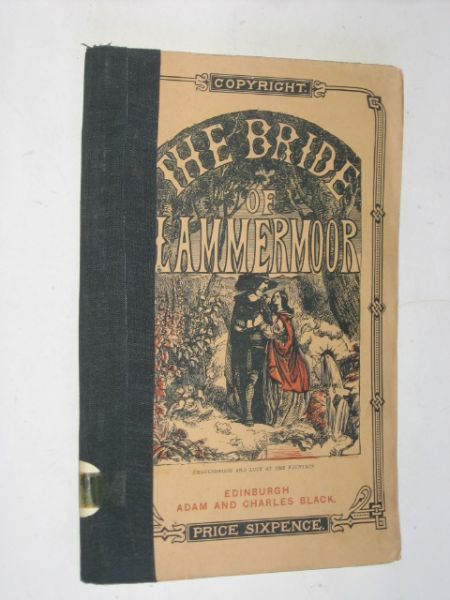 COPYRIGHT.
THE BRIDE
OF
LAMMERMOOR
RAVENSWOOD AND LUCY AT THE FOUNTAIN
EDINBURGH
ADAM AND CHARLES BLACK.
PRICE SIXPENCE.